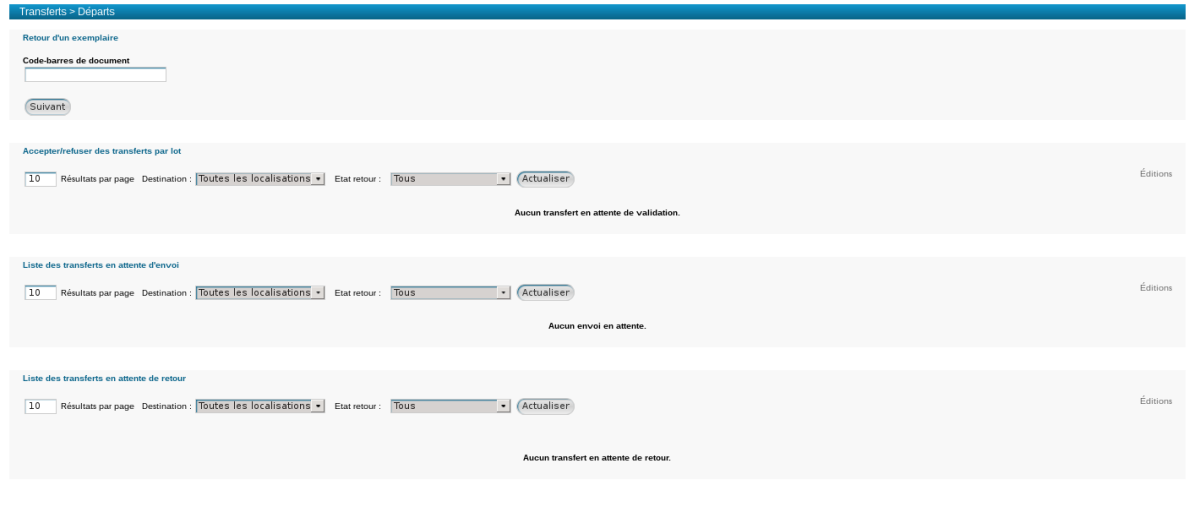 Transferts > Départs
Retour d'un exemplaire
Code-barres de document
Suivant
Accepter/refuser des transferts par lot
10 Résultats par page Destination : Toutes les localisations Etat retour : Tous Actualiser Éditions
Aucun transfert en attente de validation.
Liste des transferts en attente d'envoi
10 Résultats par page Destination : Toutes les localisations Etat retour : Tous Actualiser Éditions
Aucun envoi en attente.
Liste des transferts en attente de retour
10 Résultats par page Destination : Toutes les localisations Etat retour : Tous Actualiser Éditions
Aucun transfert en attente de retour.